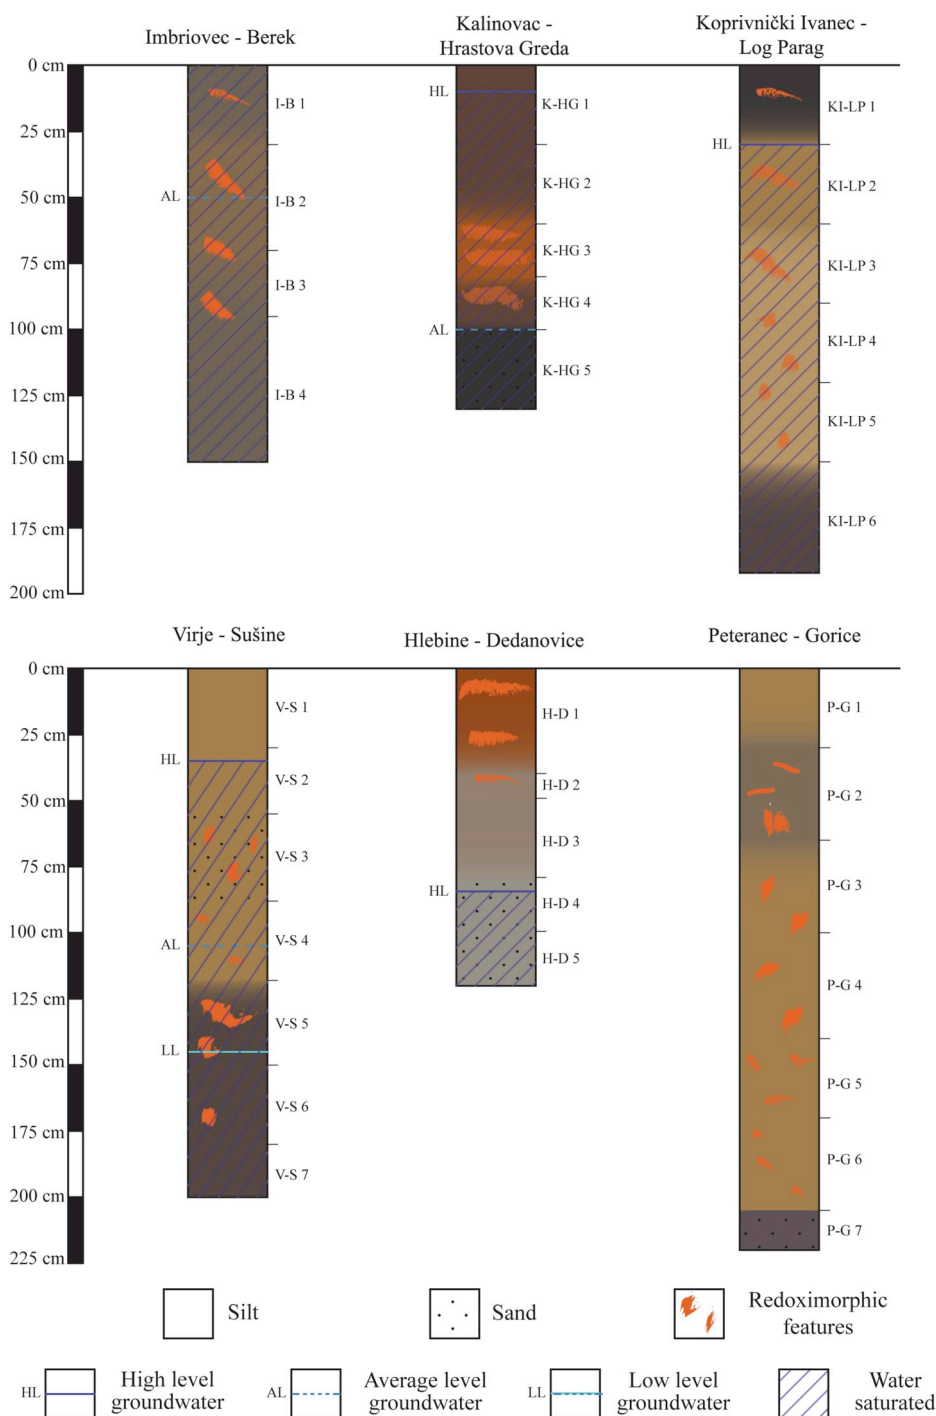 Imbriovec - Berek
Kalinovac -
Hrastova Greda
Koprivnički Ivanec -
Log Parag
0 cm
25 cm
50 cm
75 cm
100 cm
125 cm
150 cm
175 cm
200 cm
I-B 1
AL
I-B 2
I-B 3
I-B 4
HL
K-HG 1
K-HG 2
K-HG 3
K-HG 4
AL
K-HG 5
KI-LP 1
HL
KI-LP 2
KI-LP 3
KI-LP 4
KI-LP 5
KI-LP 6
Virje - Sušine
Hlebine - Dedanovice
Peteranec - Gorice
0 cm
25 cm
50 cm
75 cm
100 cm
125 cm
150 cm
175 cm
200 cm
225 cm
V-S 1
HL
V-S 2
V-S 3
V-S 4
AL
V-S 5
LL
V-S 6
V-S 7
H-D 1
H-D 2
H-D 3
HL
H-D 4
H-D 5
P-G 1
P-G 2
P-G 3
P-G 4
P-G 5
P-G 6
P-G 7
Silt
Sand
Redoximorphic
features
HL
High level
groundwater
AL
Average level
groundwater
LL
Low level
groundwater
Water
saturated